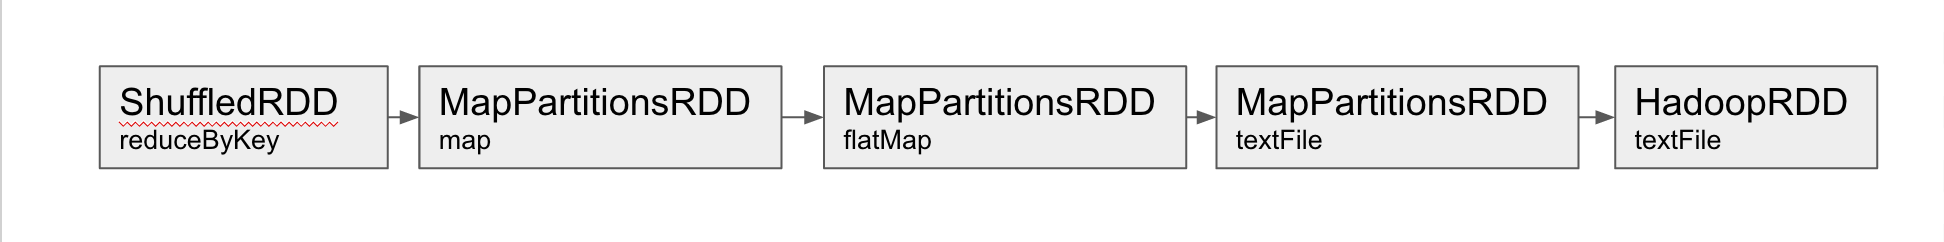 ShuffledRDD
reduceByKey
MapPartitionsRDD
map
MapPartitionsRDD
flatMap
MapPartitionsRDD
textFile
HadoopRDD
textFile